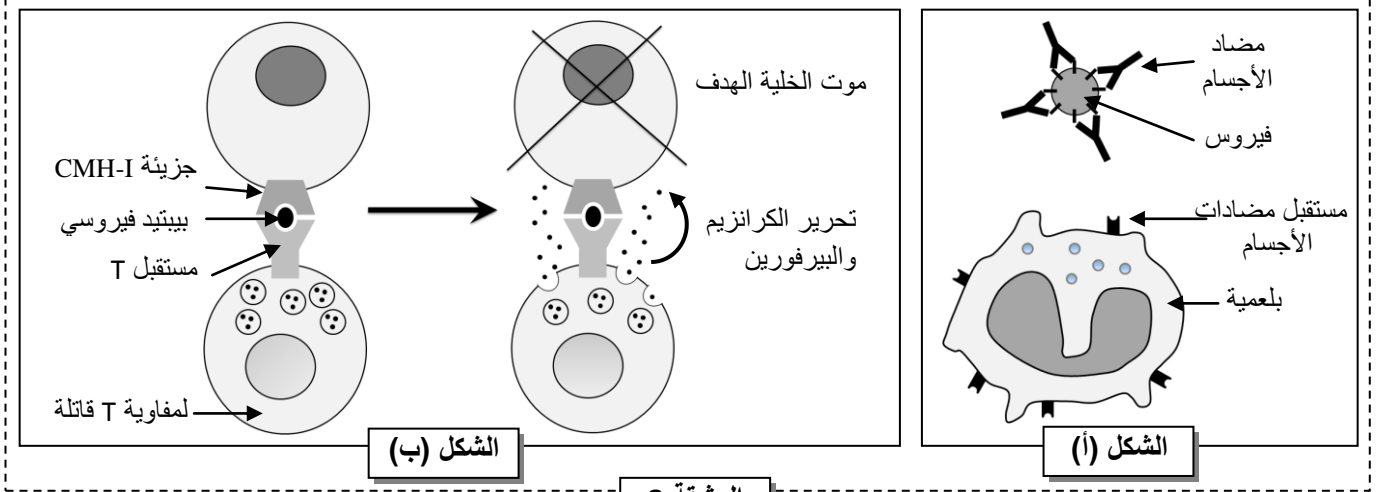 مضاد
الأجسام
فيروس
مستقبل مضادات
الأجسام
بلعمية
الشكل (أ)
موت الخلية الهدف
جزيئة CMH-I
بيبتيد فيروسي
مستقبل T
تحرير الكرانزيم
والبيرفورين
لمفاوية T قاتلة
الشكل (ب)